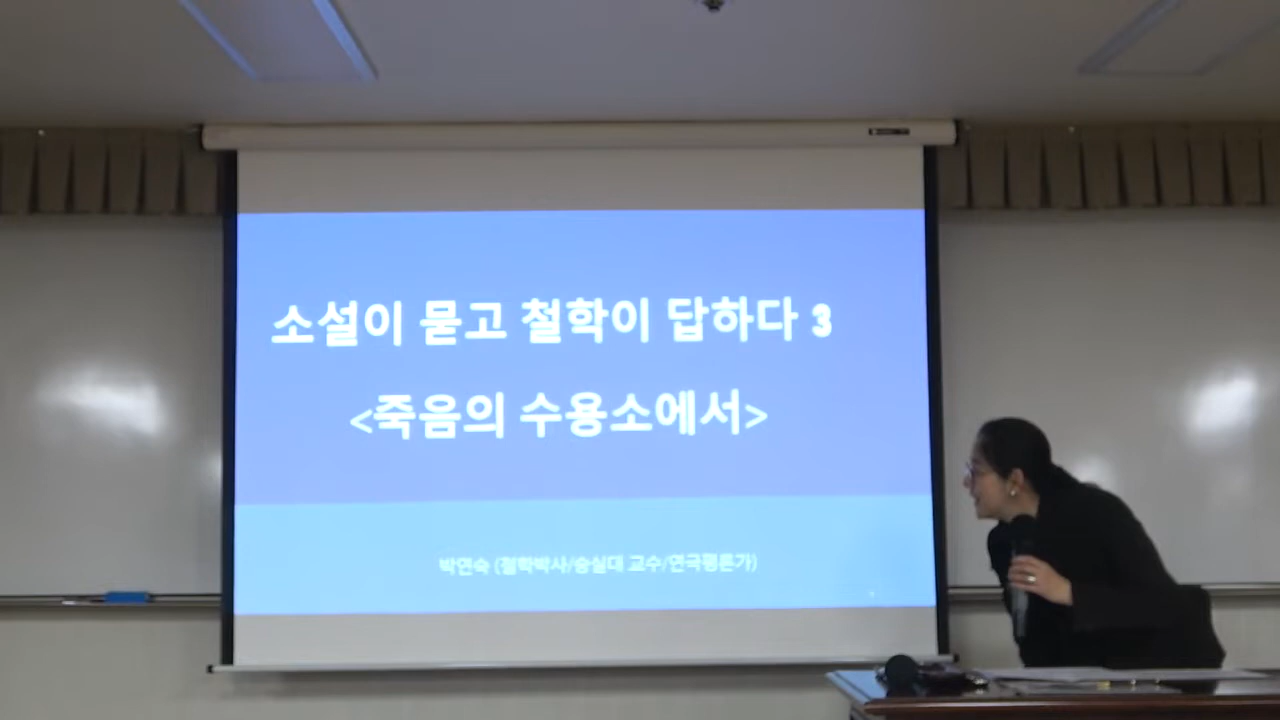 소설이 묻고 철학이 답하다 3
<죽음의 수용소에서>
박연숙 (철학박사/숭실대 교수/연극평론가)